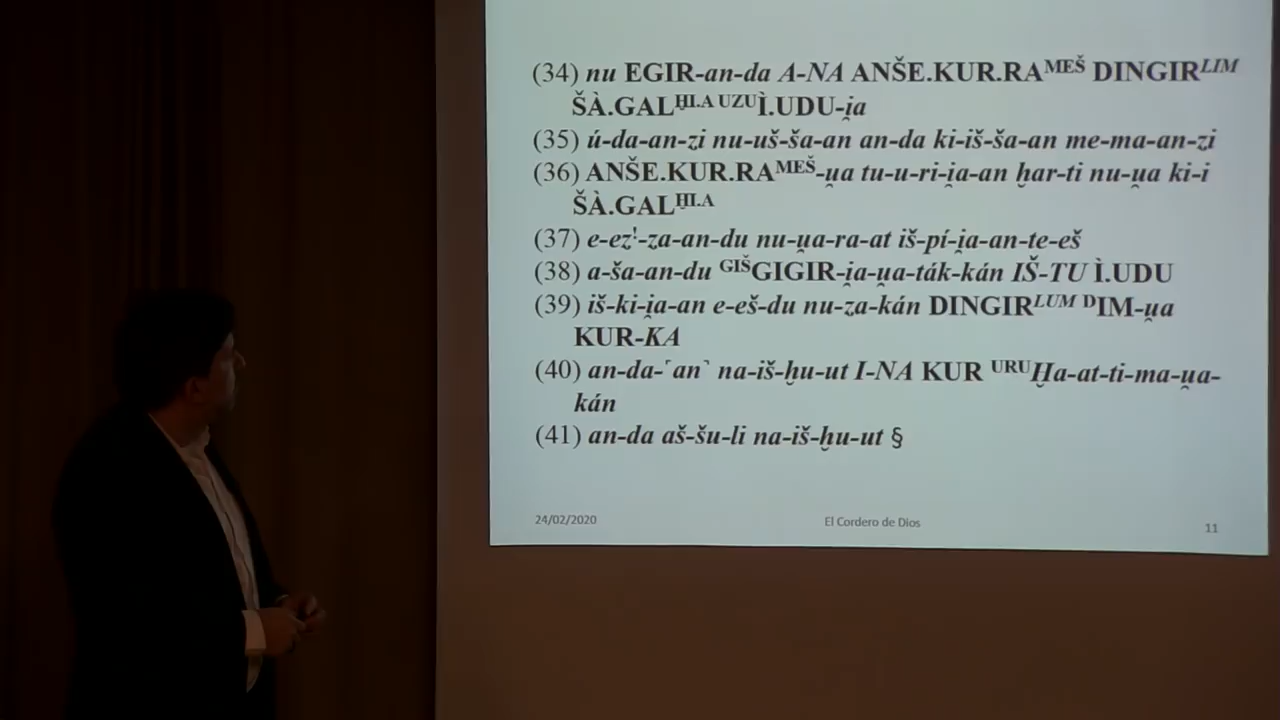 (34) nu EGIR-an-da A-NA ANŠE.KUR.RAMEŠ DINGIRLIM
ŠÀ.GALḪI.A UZUÌ.UDU-i̯a
(35) ú-da-an-zi nu-uš-ša-an an-da ki-iš-ša-an me-ma-an-zi
(36) ANŠE.KUR.RAMEŠ-u̯a tu-u-ri-i̯a-an ḫar-ti nu-u̯a ki-i
ŠÀ.GALḪI.A
(37) e-ez!-za-an-du nu-u̯a-ra-at iš-pí-i̯a-an-te-eš
(38) a-ša-an-du GIŠGIGIR-i̯a-u̯a-ták-kán IŠ-TU Ì.UDU
(39) iš-ki-i̯a-an e-eš-du nu-za-kán DINGIRLUM DIM-u̯a
KUR-KA
(40) an-da-⸢an⸣ na-iš-ḫu-ut I-NA KUR URUḪa-at-ti-ma-u̯a-
kán
(41) an-da aš-šu-li na-iš-ḫu-ut §
24/02/2020
El Cordero de Dios
11